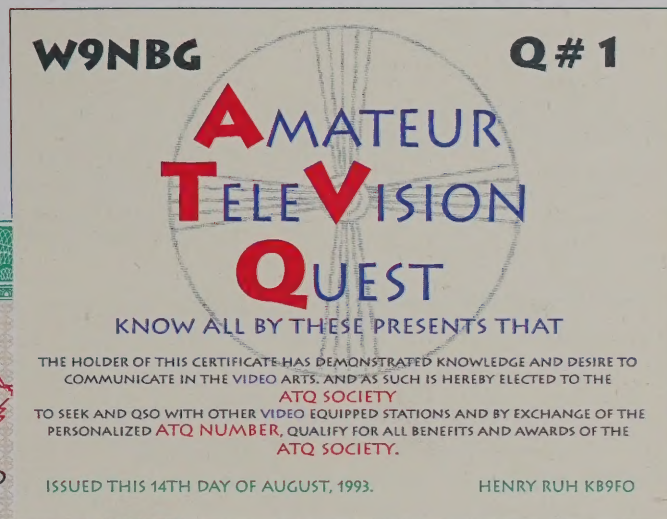 W9NBG Q # 1
AMATEUR
TELEVISION
QUEST
KNOW ALL BY THESE PRESENTS THAT
THE HOLDER OF THIS CERTIFICATE HAS DEMONSTRATED KNOWLEDGE AND DESIRE TO
COMMUNICATE IN THE VIDEO ARTS. AND AS SUCH IS HEREBY ELECTED TO THE
ATQ SOCIETY
TO SEEK AND QSO WITH OTHER VIDEO EQUIPPED STATIONS AND BY EXCHANGE OF THE
PERSONALIZED ATQ NUMBER, QUALIFY FOR ALL BENEFITS AND AWARDS OF THE
ATQ SOCIETY.
ISSUED THIS 14TH DAY OF AUGUST, 1993. HENRY RUH KB9FO